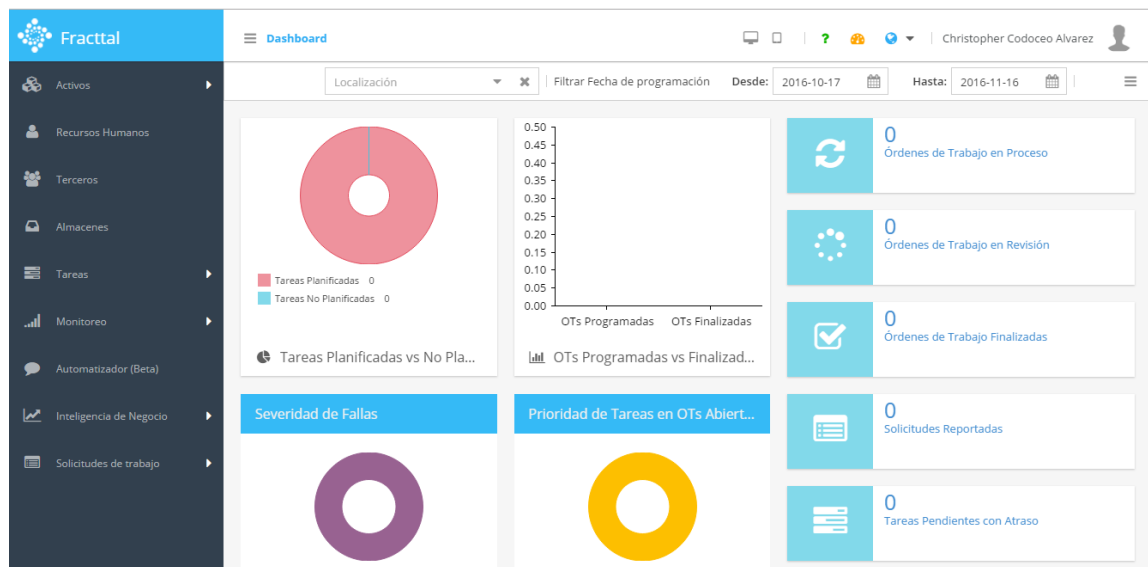 Fracttal
Dashboard
?
Christopher Codoceo Alvarez
Localización
Filtrar Fecha de programación
Desde:
2016-10-17
Hasta:
2016-11-16
Activos
Recursos Humanos
Terceros
Almacenes
Tareas
Monitoreo
Automatizador (Beta)
Inteligencia de Negocio
Solicitudes de trabajo
Tareas Planificadas 0
Tareas No Planificadas 0
Tareas Planificadas vs No Pla...
0.50
0.45
0.40
0.35
0.30
0.25
0.20
0.15
0.10
0.05
0.00
OTs Programadas OTs Finalizadas
OTs Programadas vs Finalizad...
Severidad de Fallas
Prioridad de Tareas en OTs Abiert...
0
Órdenes de Trabajo en Proceso
0
Órdenes de Trabajo en Revisión
0
Órdenes de Trabajo Finalizadas
0
Solicitudes Reportadas
0
Tareas Pendientes con Atraso